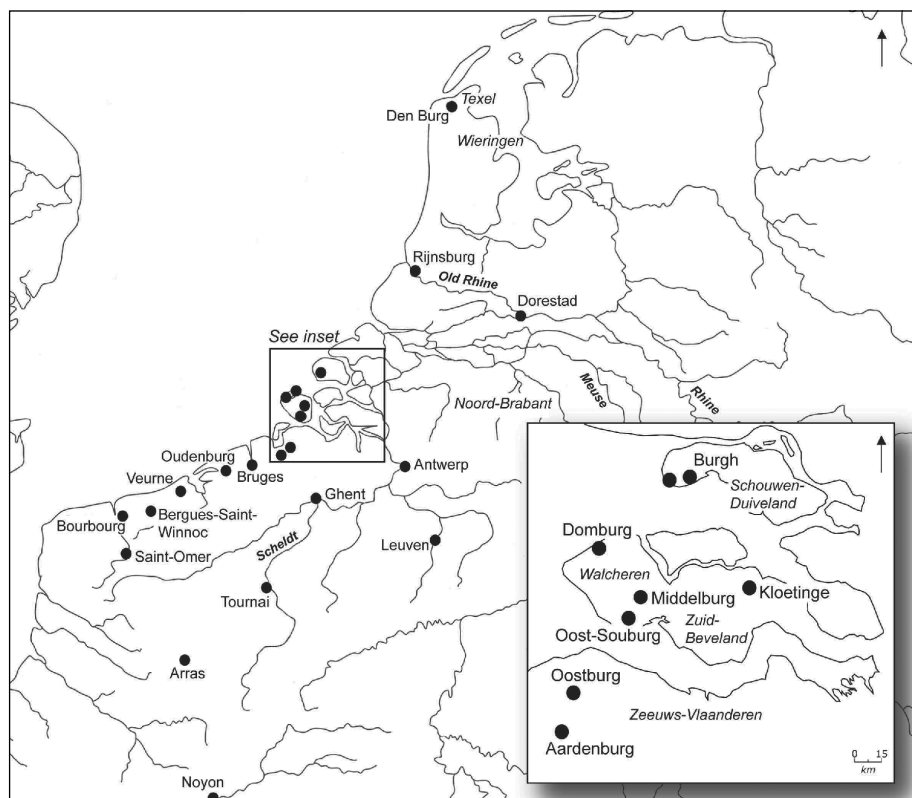 Texel
Den Burg
Wieringen
Rijnsburg
Old Rhine
Dorestad
See inset
Noord-Brabant
Meuse
Rhine
Oudenburg
Bruges
Antwerp
Veurne
Ghent
Bourbourg
Bergues-Saint-
Winnoc
Scheldt
Leuven
Saint-Omer
Tournai
Arras
Noyon
Burgh
Schouwen-
Duiveland
Domburg
Walcheren
Middelburg
Kloetinge
Oost-Souburg
Zuid-
Beveland
Oostburg
Zeeuws-Vlaanderen
Aardenburg
0 15
km